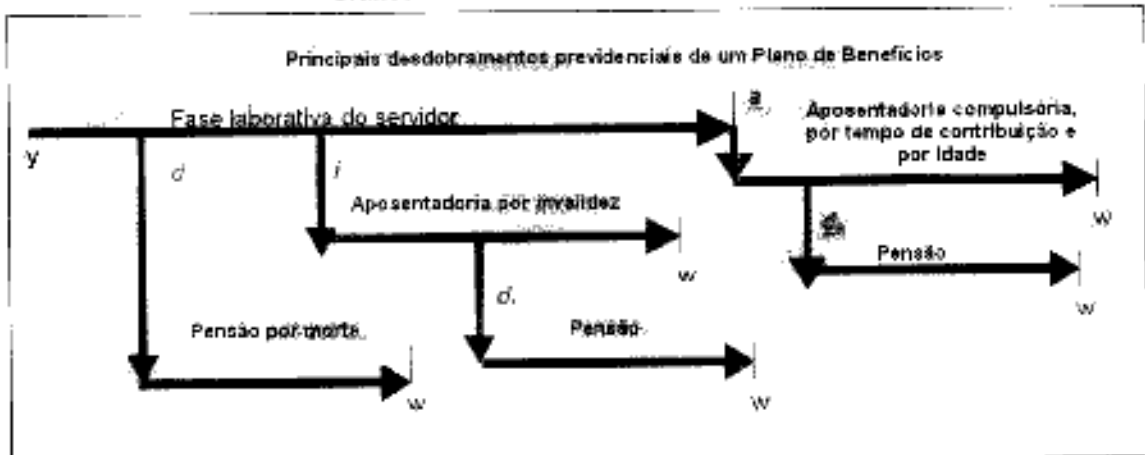 Principais desdobramentos previdenciais de um Plano de Benefícios
Fase laborativa do servidor
a
Aposentadoria compulsória,
por tempo de contribuição e
por Idade
y
d
i
Aposentadoria por invalidez
w
w
Pensão
w
d
Pensão por morte
Pensão
w
w